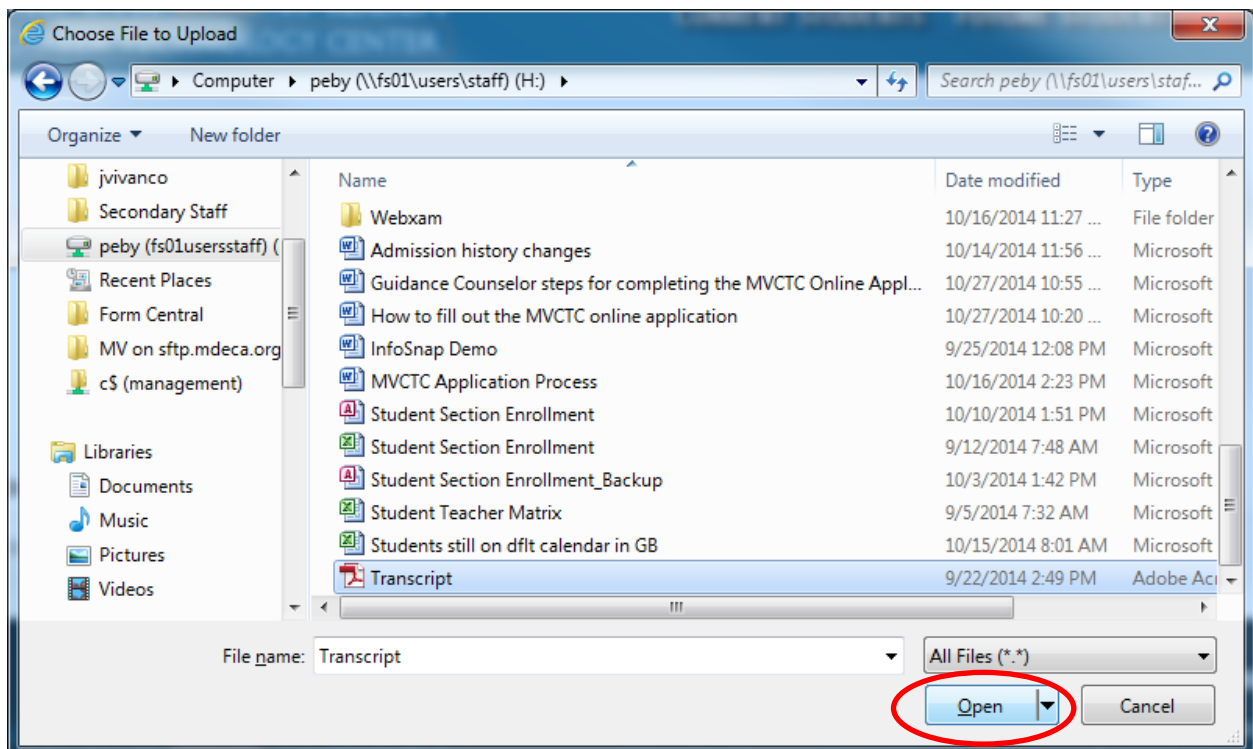 Choose File to Upload
OGY CENTER
Computer peby (\\fs01\users\staff) (H:)
Search peby (\\fs01\users\staf...
Organize New folder
jvivanco
Secondary Staff
peby (fs01usersstaff) (
Recent Places
Form Central
MV on sftp.mdeca.org
c$ (management)
Libraries
Documents
Music
Pictures
Videos
Name Date modified Type
Webxam 10/16/2014 11:27 ... File folder
Admission history changes 10/14/2014 11:56 ... Microsoft
Guidance Counselor steps for completing the MVCTC Online Appl... 10/27/2014 10:55 ... Microsoft
How to fill out the MVCTC online application 10/27/2014 10:20 ... Microsoft
InfoSnap Demo 9/25/2014 12:08 PM Microsoft
MVCTC Application Process 10/16/2014 2:23 PM Microsoft
Student Section Enrollment 10/10/2014 1:51 PM Microsoft
Student Section Enrollment 9/12/2014 7:48 AM Microsoft
Student Section Enrollment_Backup 10/3/2014 1:42 PM Microsoft
Student Teacher Matrix 9/5/2014 7:32 AM Microsoft
Students still on dflt calendar in GB 10/15/2014 8:01 AM Microsoft
Transcript 9/22/2014 2:49 PM Adobe Acr
File name: Transcript All Files (*.*)
Open Cancel